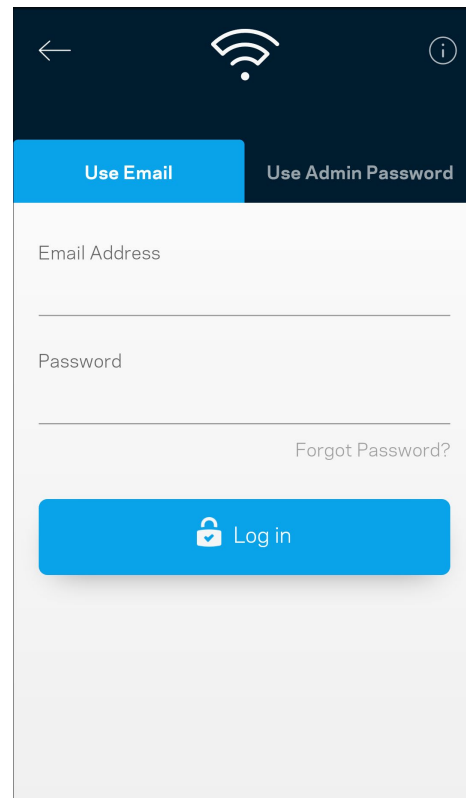 Use Email
Use Admin Password
Email Address
Password
Forgot Password?
Log in